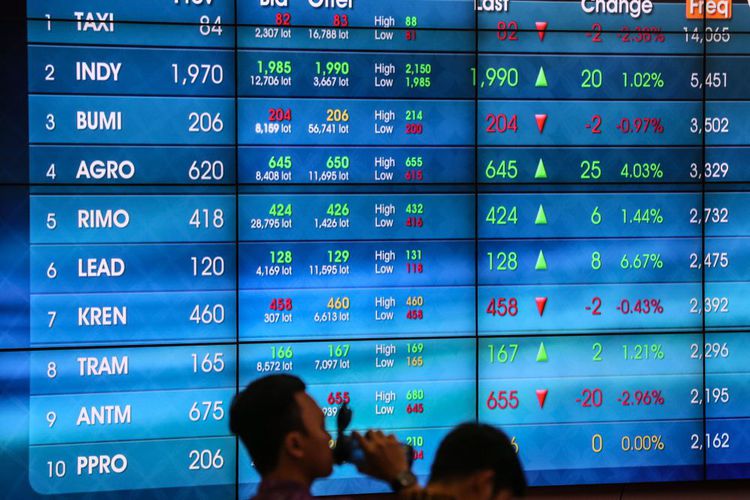 Prev Bid Offer Last Change Freq
1 TAXI 84 82 83 High 88 82 -2 -2.38% 14,065
2,307 lot 16,788 lot Low 81
2 INDY 1,970 1,985 1,990 High 2,150 1,990 20 1.02% 5,451
12,706 lot 3,667 lot Low 1,985
3 BUMI 206 204 206 High 214 204 -2 -0.97% 3,502
8,159 lot 56,741 lot Low 200
4 AGRO 620 645 650 High 655 645 25 4.03% 3,329
8,408 lot 11,695 lot Low 615
5 RIMO 418 424 426 High 432 424 6 1.44% 2,732
28,795 lot 1,426 lot Low 416
6 LEAD 120 128 129 High 131 128 8 6.67% 2,475
4,169 lot 11,595 lot Low 118
7 KREN 460 458 460 High 460 458 -2 -0.43% 2,392
307 lot 6,613 lot Low 458
8 TRAM 165 166 167 High 169 167 2 1.21% 2,296
8,572 lot 7,097 lot Low 165
9 ANTM 675 655 High 680 655 -20 -2.96% 2,195
lot Low 645
10 PPRO 206 210 0 0.00% 2,162